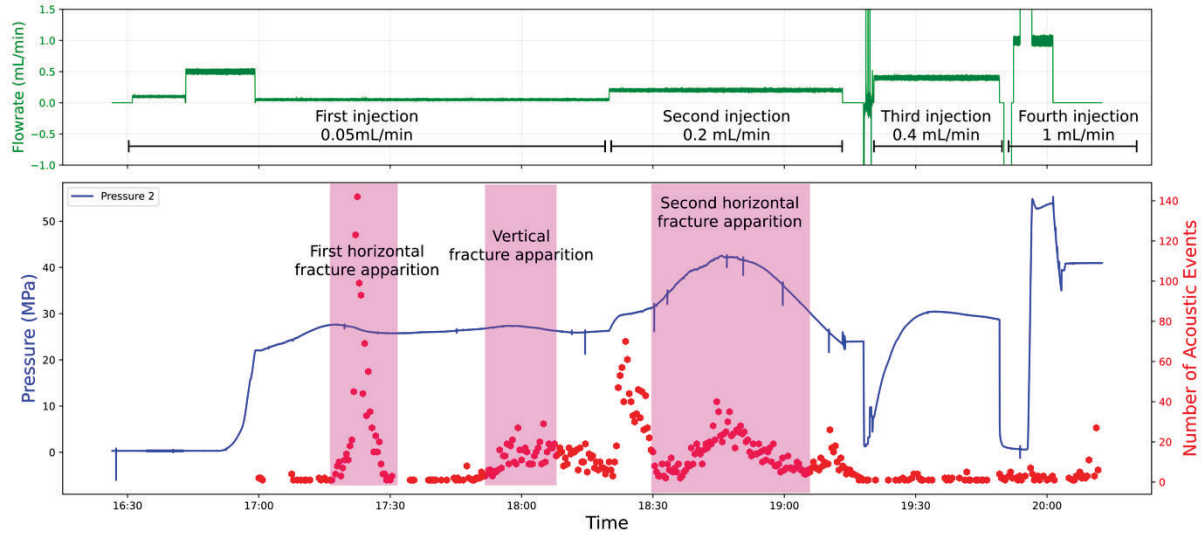 Flowrate (mL/min)
1.5
1.0
0.5
0.0
−0.5
−1.0
First injection
0.05mL/min
Second injection
0.2 mL/min
Third injection
0.4 mL/min
Fourth injection
1 mL/min
Pressure 2
Pressure (MPa)
50
40
30
20
10
0
First horizontal
fracture apparition
Vertical
fracture apparition
Second horizontal
fracture apparition
Number of Acoustic Events
140
120
100
80
60
40
20
0
16:30
17:00
17:30
18:00
18:30
19:00
19:30
20:00
Time